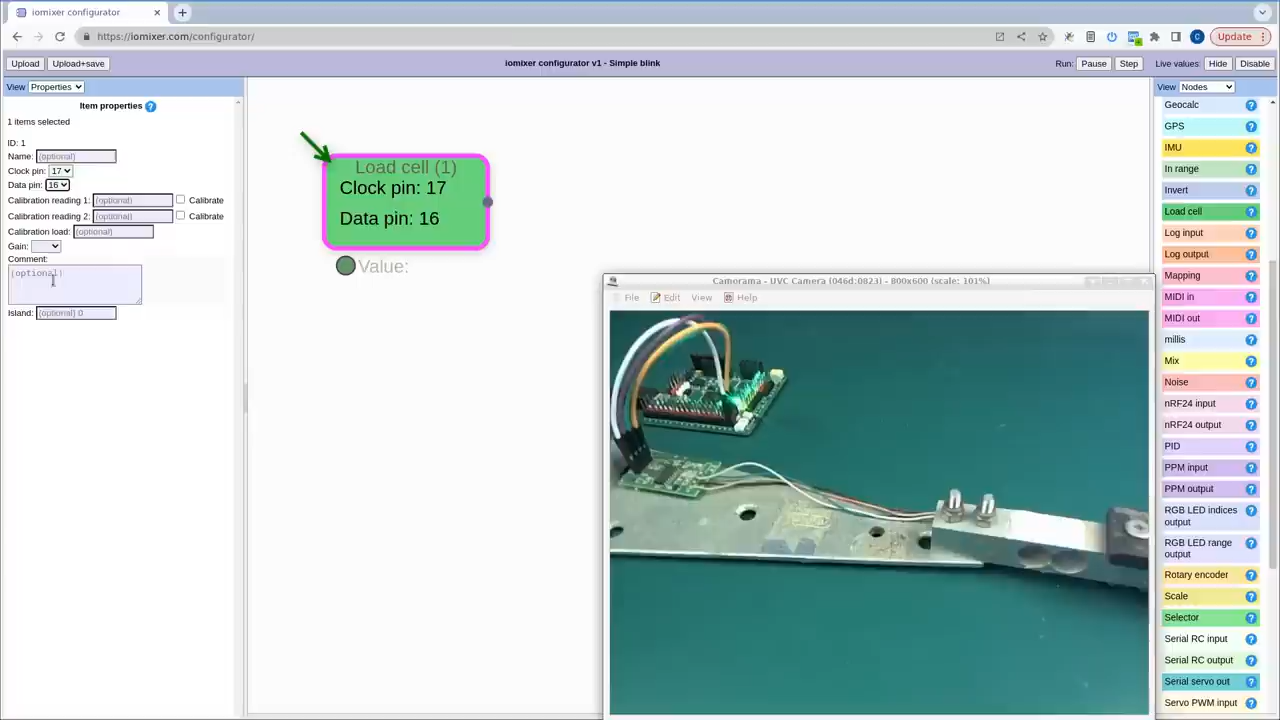 iomixer configurator
https://iomixer.com/configurator/
Update
Upload
Upload+save
iomixer configurator v1 - Simple blink
Run:
Pause
Step
Live values:
Hide
Disable
View
Properties
Item properties
1 items selected
ID: 1
Name: (optional)
Clock pin: 17
Data pin: 16
Calibration reading 1: (optional) Calibrate
Calibration reading 2: (optional) Calibrate
Calibration load: (optional)
Gain:
Comment:
(optional)
Island: (optional) 0
Load cell (1)
Clock pin: 17
Data pin: 16
Value:
Camorama - UVC Camera (046d:0823) - 800x600 (scale: 101%)
File
Edit
View
Help
View
Nodes
Geocalc
GPS
IMU
In range
Invert
Load cell
Log input
Log output
Mapping
MIDI in
MIDI out
millis
Mix
Noise
nRF24 input
nRF24 output
PID
PPM input
PPM output
RGB LED indices
output
RGB LED range
output
Rotary encoder
Scale
Selector
Serial RC input
Serial RC output
Serial servo out
Servo PWM input